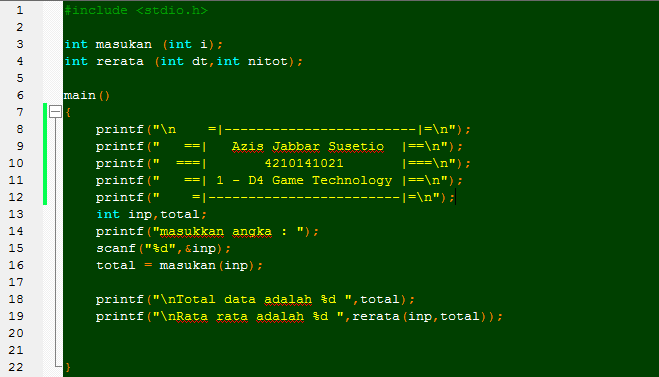 1 #include <stdio.h>
2
3 int masukan (int i);
4 int rerata (int dt,int nitot);
5
6 main()
7 {
8     printf("\n    =|------------------------|=\n");
9     printf("   ==|   Azis Jabbar Susetio  |==\n");
10     printf("  ===|       4210141021       |===\n");
11     printf("   ==| 1 - D4 Game Technology |==\n");
12     printf("    =|------------------------|=\n");
13     int inp,total;
14     printf("masukkan angka : ");
15     scanf("%d",&inp);
16     total = masukan(inp);
17
18     printf("\nTotal data adalah %d ",total);
19     printf("\nRata rata adalah %d ",rerata(inp,total));
20
21
22 }